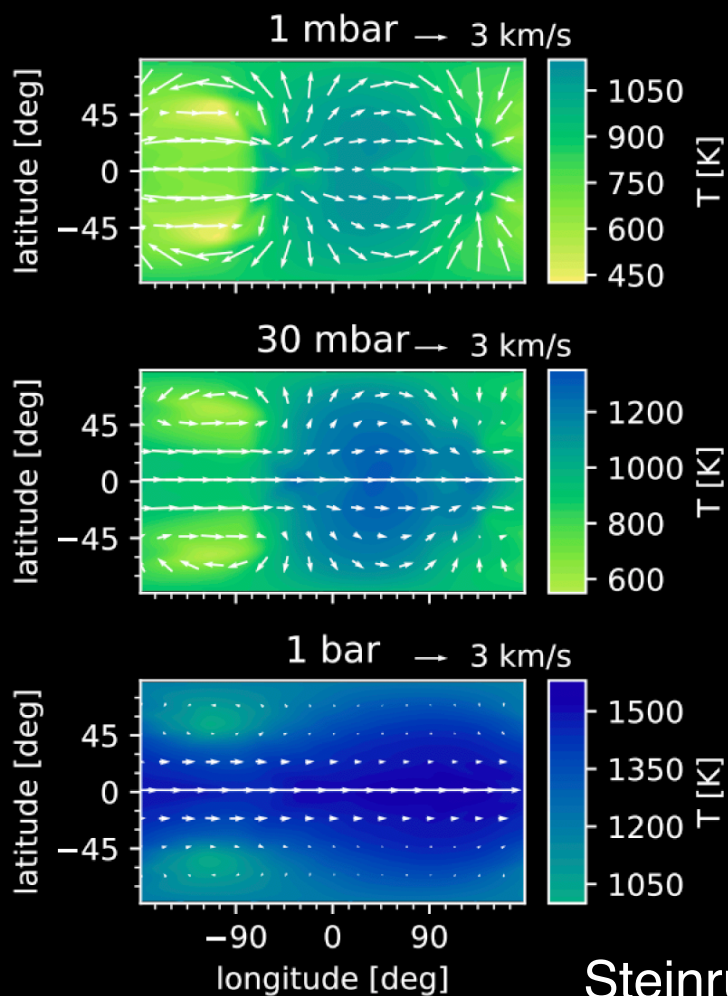 1 mbar → 3 km/s
latitude [deg]
45
0
−45
1050
900
750
600
450
T [K]
30 mbar → 3 km/s
latitude [deg]
45
0
−45
1200
1000
800
600
T [K]
1 bar → 3 km/s
latitude [deg]
45
0
−45
1500
1350
1200
1050
T [K]
−90 0 90
longitude [deg]